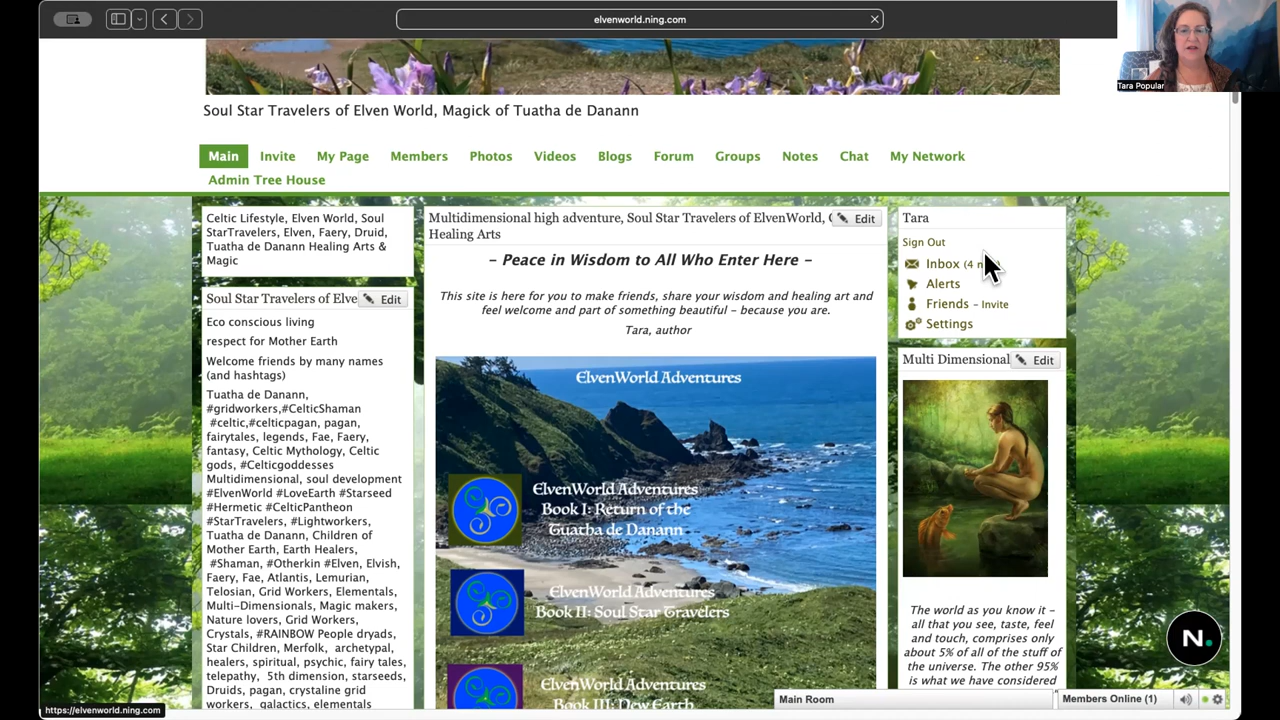 elvenworld.ning.com
Tara Popular
Soul Star Travelers of Elven World, Magick of Tuatha de Danann
Main Invite My Page Members Photos Videos Blogs Forum Groups Notes Chat My Network
Admin Tree House
Celtic Lifestyle, Elven World, Soul
StarTravelers, Elven, Faery, Druid,
Tuatha de Danann Healing Arts &
Magic
Soul Star Travelers of Elve Edit
Eco conscious living
respect for Mother Earth
Welcome friends by many names
(and hashtags)
Tuatha de Danann,
#gridworkers,#CelticShaman
#celtic,#celticpagan, pagan,
fairytales, legends, Fae, Faery,
fantasy, Celtic Mythology, Celtic
gods, #Celticgoddesses
Multidimensional, soul development
#ElvenWorld #LoveEarth #Starseed
#Hermetic #CelticPantheon
#StarTravelers, #Lightworkers,
Tuatha de Danann, Children of
Mother Earth, Earth Healers,
#Shaman, #Otherkin #Elven, Elvish,
Faery, Fae, Atlantis, Lemurian,
Telosian, Grid Workers, Elementals,
Multi-Dimensionals, Magic makers,
Nature lovers, Grid Workers,
Crystals, #RAINBOW People dryads,
Star Children, Merfolk, archetypal,
healers, spiritual, psychic, fairy tales,
telepathy, 5th dimension, starseeds,
Druids, pagan, crystaline grid
workers, galactics, elementals
Multidimensional high adventure, Soul Star Travelers of ElvenWorld, Edit
Healing Arts
– Peace in Wisdom to All Who Enter Here –
This site is here for you to make friends, share your wisdom and healing art and
feel welcome and part of something beautiful – because you are.
Tara, author
ElvenWorld Adventures
ElvenWorld Adventures
Book I: Return of the
Tuatha de Danann
ElvenWorld Adventures
Book II: Soul Star Travelers
ElvenWorld Adventures
Book III: New Earth
Tara
Sign Out
Inbox (4
Alerts
Friends – Invite
Settings
Multi Dimensional Edit
The world as you know it –
all that you see, taste, feel
and touch, comprises only
about 5% of all of the stuff of
the universe. The other 95%
is what we have considered
N.
Main Room
Members Online (1)
https://elvenworld.ning.com